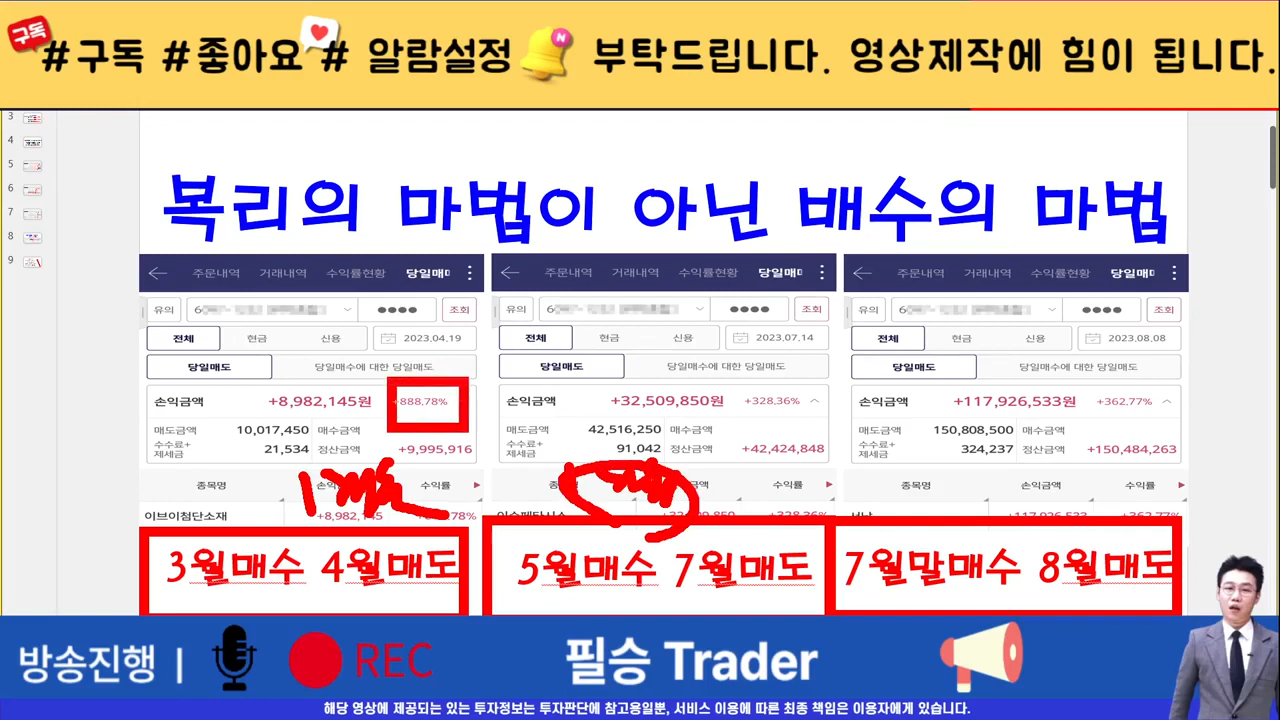 구독
#구독 #좋아요 # 알람설정 N 부탁드립니다. 영상제작에 힘이 됩니다.
3
4
5
6
7
8
9
복리의 마법이 아닌 배수의 마법
주문내역 거래내역 수익률현황 당일매
유의 6 조회
전체 현금 신용 2023.04.19
당일매도 당일매수에 대한 당일매도
손익금액 +8,982,145원 +888.78%
매도금액 10,017,450 매수금액
수수료+제세금 21,534 정산금액 +9,995,916
종목명 수익률
이브이첨단소재
3월매수 4월매도
주문내역 거래내역 수익률현황 당일매
유의 6 조회
전체 현금 신용 2023.07.14
당일매도 당일매수에 대한 당일매도
손익금액 +32,509,850원 +328.36%
매도금액 42,516,250 매수금액
수수료+제세금 91,042 정산금액 +42,424,848
수익률
5월매수 7월매도
주문내역 거래내역 수익률현황 당일매
유의 6 조회
전체 현금 신용 2023.08.08
당일매도 당일매수에 대한 당일매도
손익금액 +117,926,533원 +362.77%
매도금액 150,808,500 매수금액
수수료+제세금 324,237 정산금액 +150,484,263
종목명 손익금액 수익률
7월말매수 8월매도
방송진행 | REC 필승 Trader
해당 영상에 제공되는 있는 투자정보는 투자판단에 참고용일뿐, 서비스 이용에 따른 최종 책임은 이용자에게 있습니다.